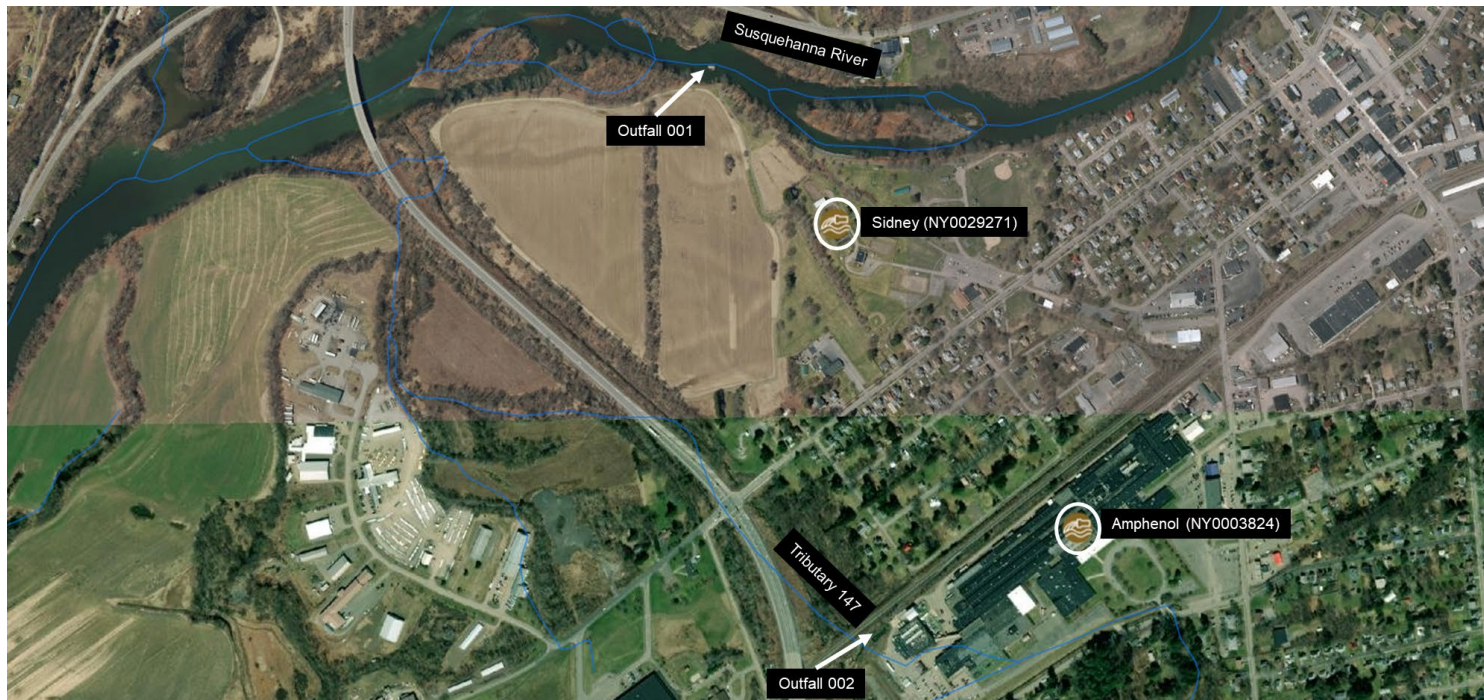 Susquehanna River
Outfall 001
Sidney (NY0029271)
Amphenol (NY0003824)
Tributary 147
Outfall 002